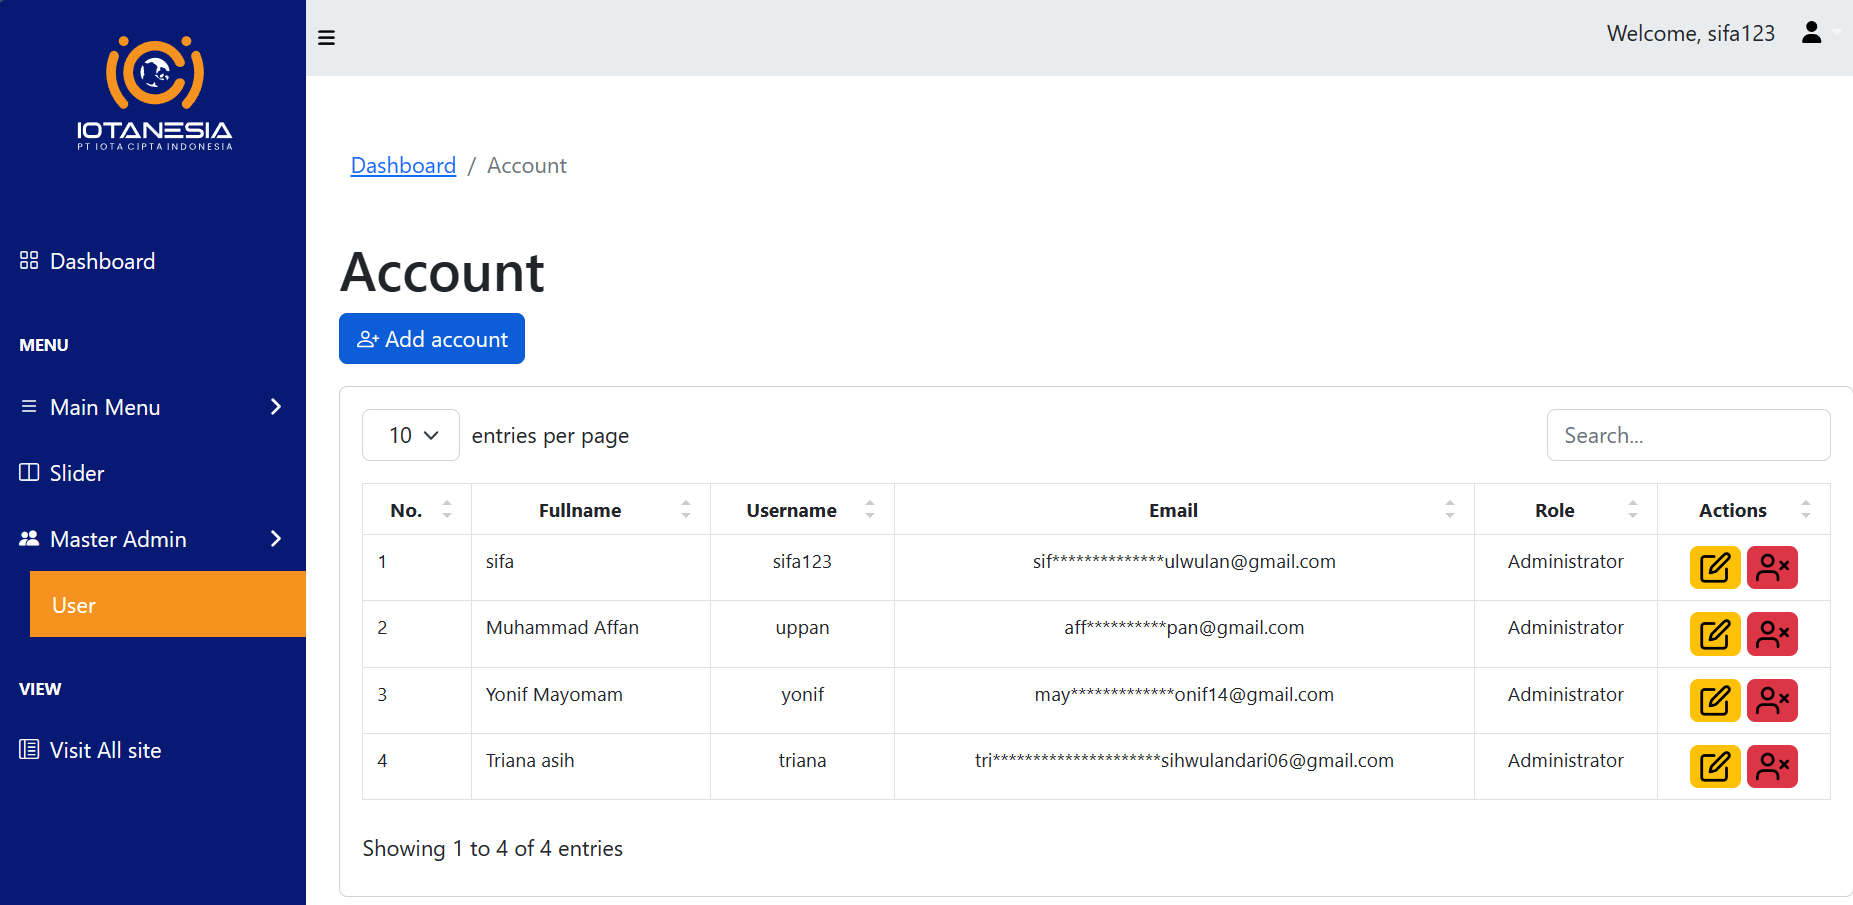 IOTANESIA
PT IOTA CIPTA INDONESIA
Welcome, sifa123
Dashboard
MENU
Main Menu
Slider
Master Admin
User
VIEW
Visit All site
Dashboard / Account
Account
Add account
10 entries per page
Search...
No. Fullname Username Email Role Actions
1 sifa sifa123 sif**************ulwulan@gmail.com Administrator
2 Muhammad Affan uppan aff**********pan@gmail.com Administrator
3 Yonif Mayomam yonif may*************onif14@gmail.com Administrator
4 Triana asih triana tri*********************sihwulandari06@gmail.com Administrator
Showing 1 to 4 of 4 entries